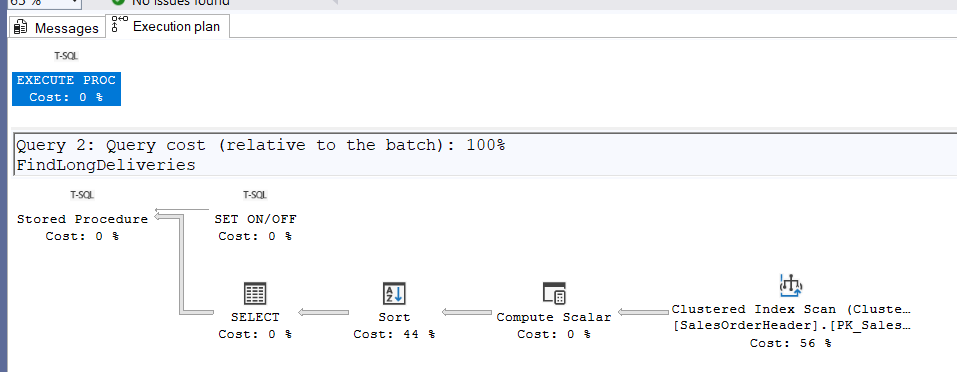 65 %
No issues found
Messages
Execution plan
T-SQL
EXECUTE PROC
Cost: 0 %
Query 2: Query cost (relative to the batch): 100%
FindLongDeliveries
T-SQL
T-SQL
Stored Procedure
Cost: 0 %
SET ON/OFF
Cost: 0 %
SELECT
Cost: 0 %
Sort
Cost: 44 %
Compute Scalar
Cost: 0 %
Clustered Index Scan (Cluste…
[SalesOrderHeader].[PK_Sales…
Cost: 56 %